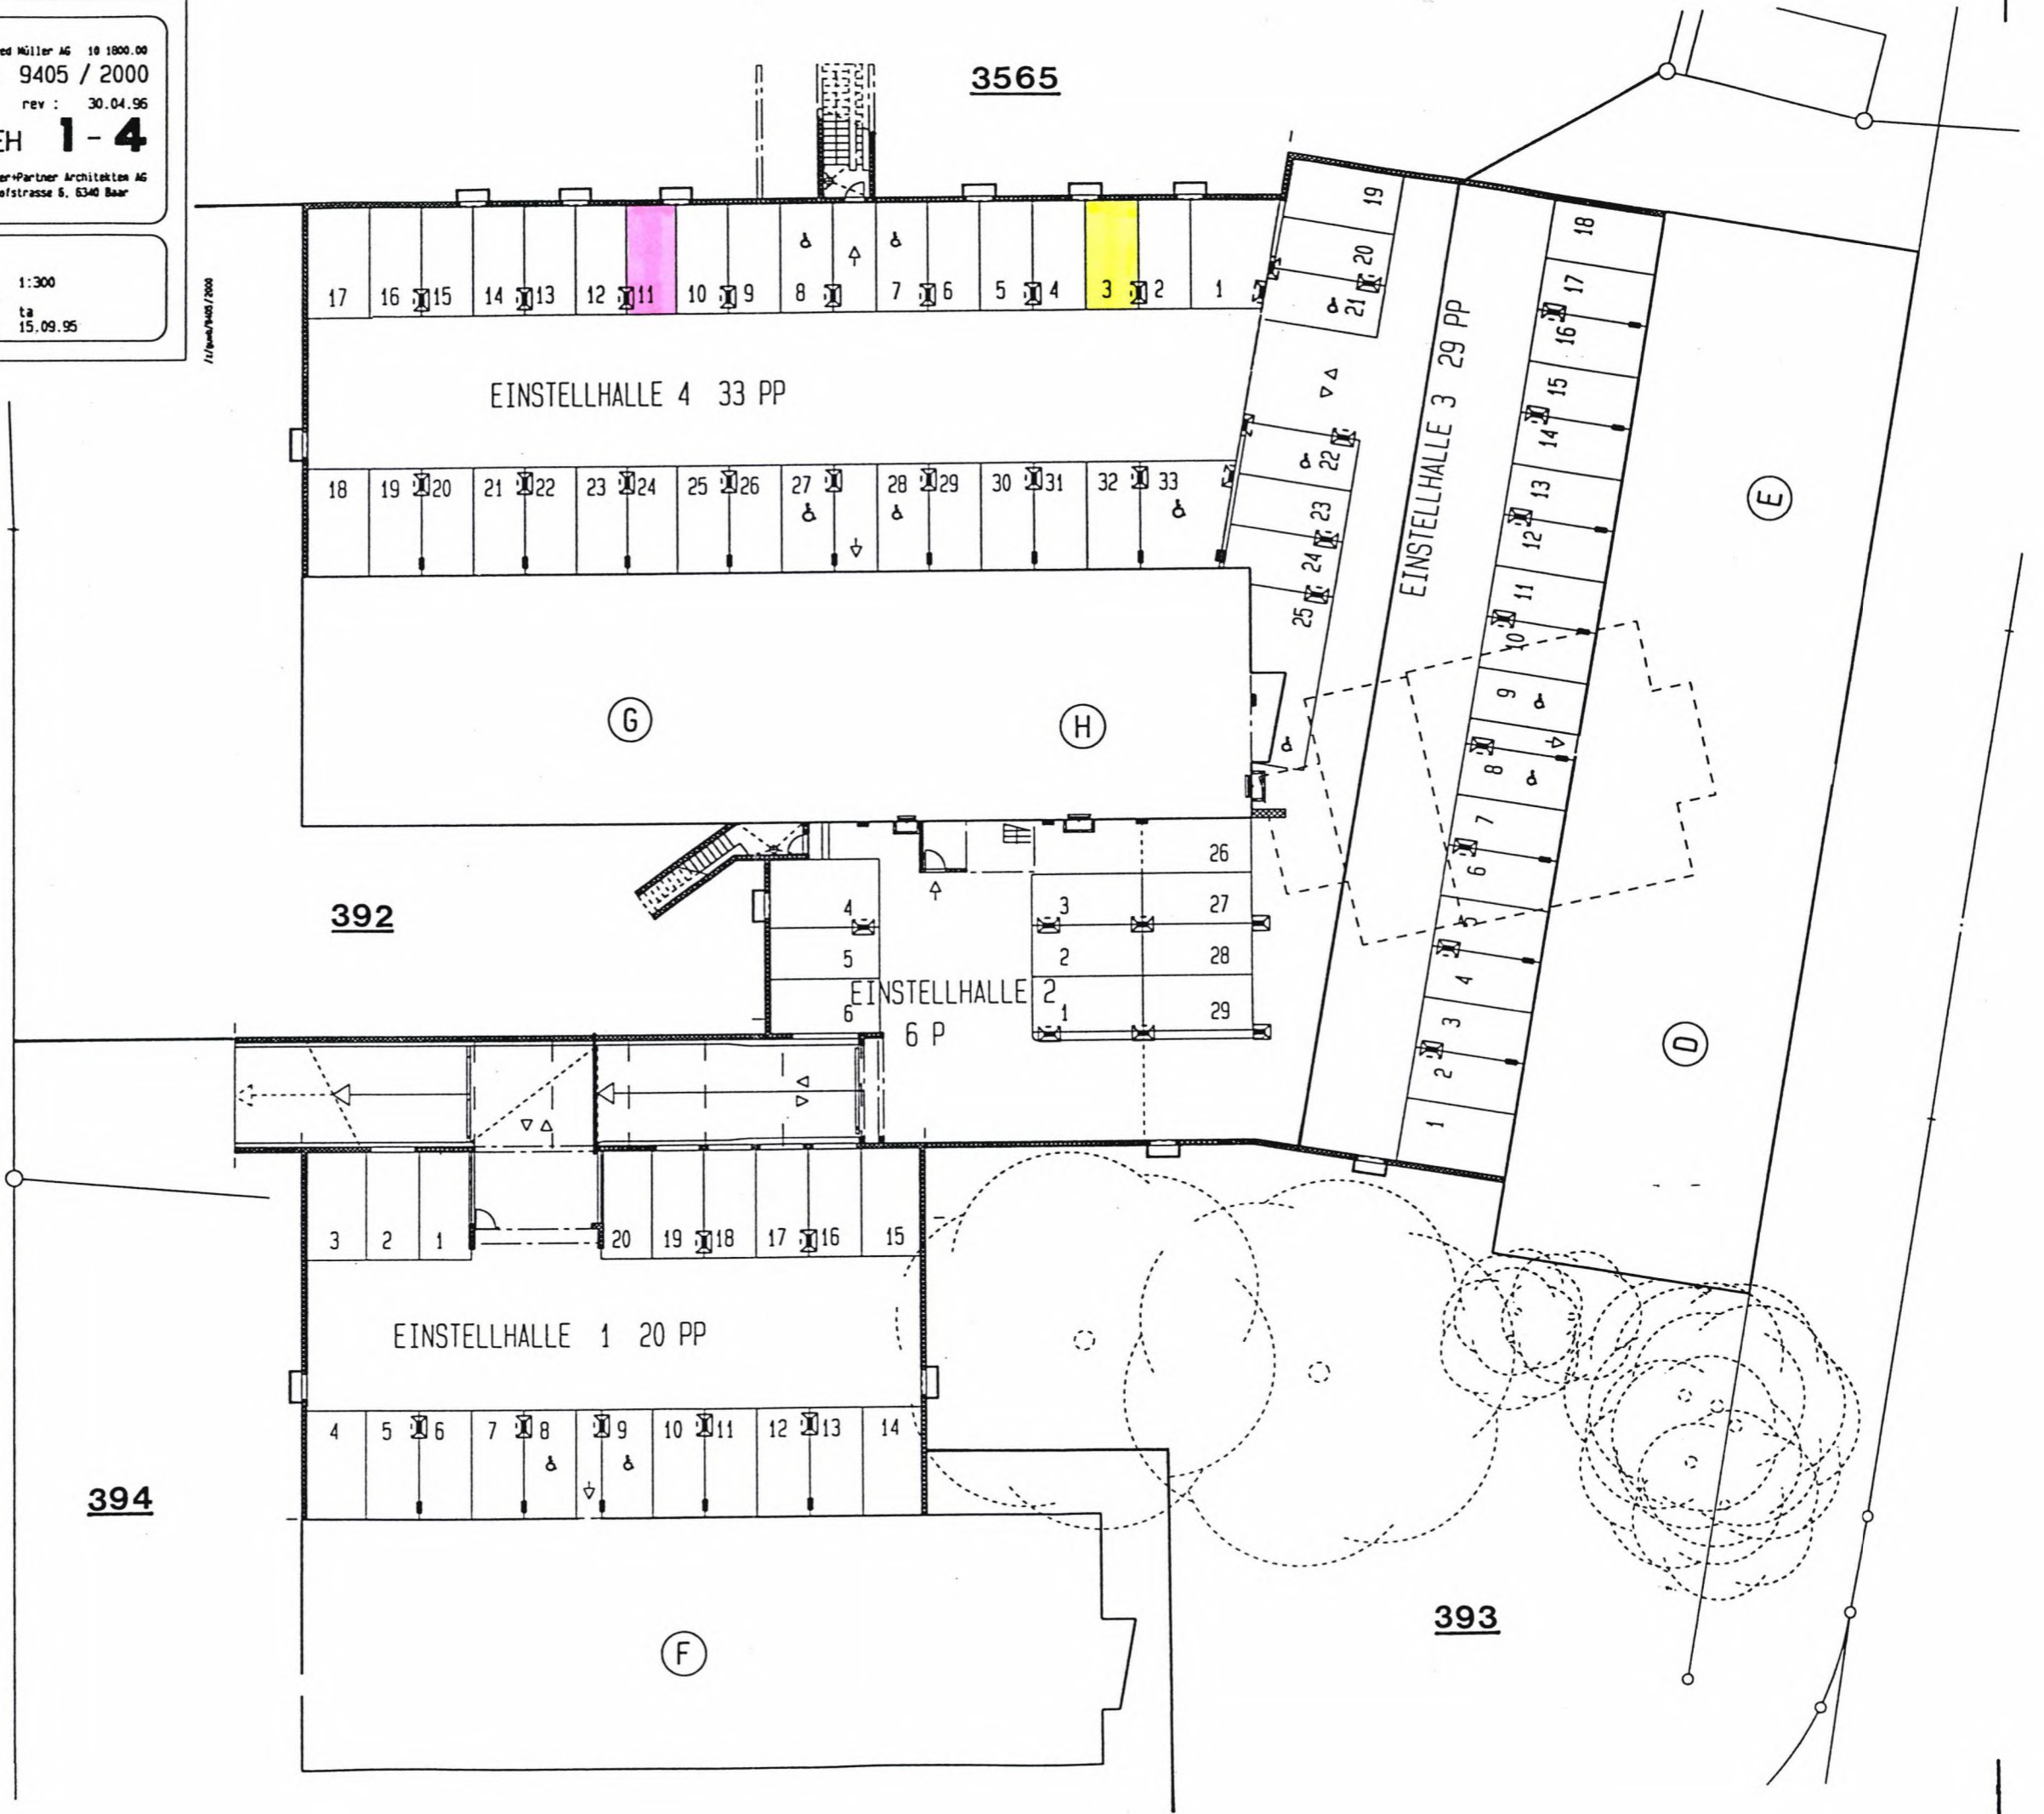 ed Müller AG 10 1800.00
9405 / 2000
rev : 30.04.96
EH 1 - 4
er+Partner Architekten AG
ofstrasse 6, 6340 Baar
1:300
ta
15.09.95
3565
17 16 15 14 13 12 11 10 9 8 7 6 5 4 3 2 1
EINSTELLHALLE 4 33 PP
18 19 20 21 22 23 24 25 26 27 28 29 30 31 32 33
19
20
21
22
23
24
25
EINSTELLHALLE 3 29 PP
18
17
16
15
14
13
12
11
10
9
8
7
6
5
4
3
2
1
E
D
G
H
392
4
5
6
EINSTELLHALLE 2
6 P
3
2
1
26
27
28
29
3 2 1 20 19 18 17 16 15
EINSTELLHALLE 1 20 PP
4 5 6 7 8 9 10 11 12 13 14
394
F
393